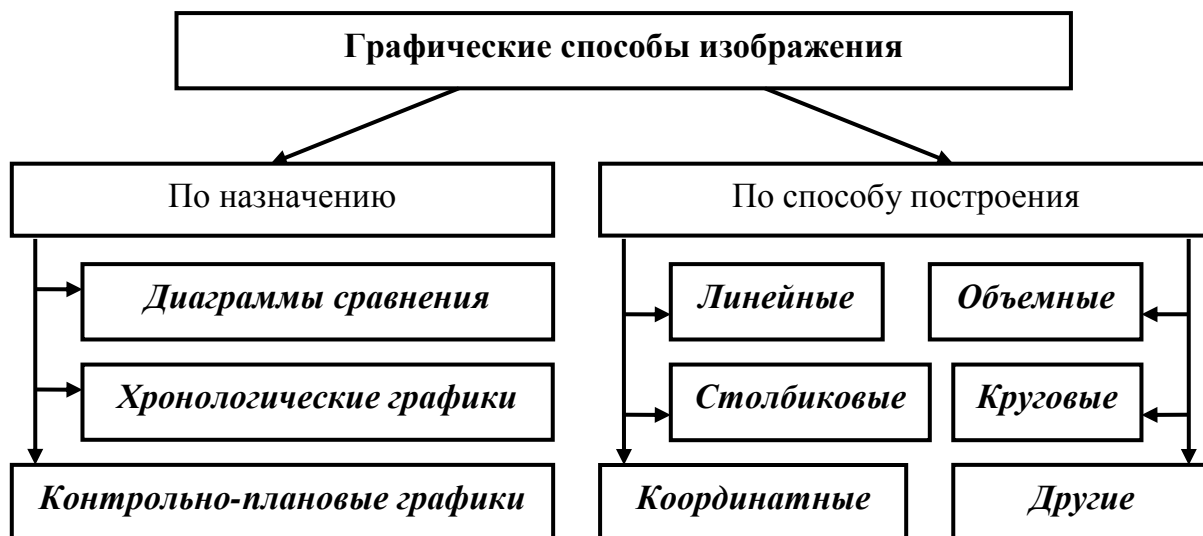 Графические способы изображения
По назначению
По способу построения
Диаграммы сравнения
Линейные
Объемные
Хронологические графики
Столбиковые
Круговые
Контрольно-плановые графики
Координатные
Другие